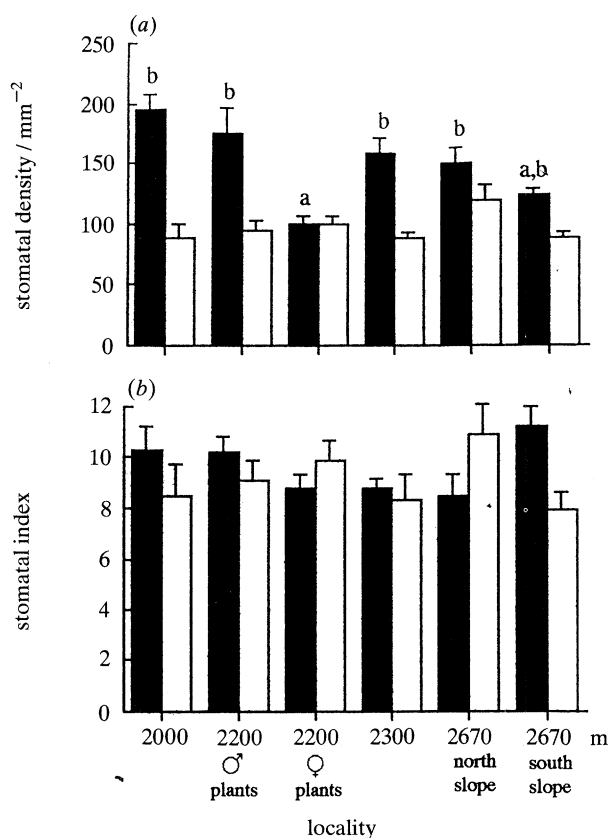 (a)
250
200
150
100
50
0
stomatal density / mm⁻²
b
b
a
b
b
a,b
(b)
12
10
8
6
4
2
0
stomatal index
2000 2200 2200 2300 2670 2670 m
♂ ♀ north south
plants plants slope slope
locality